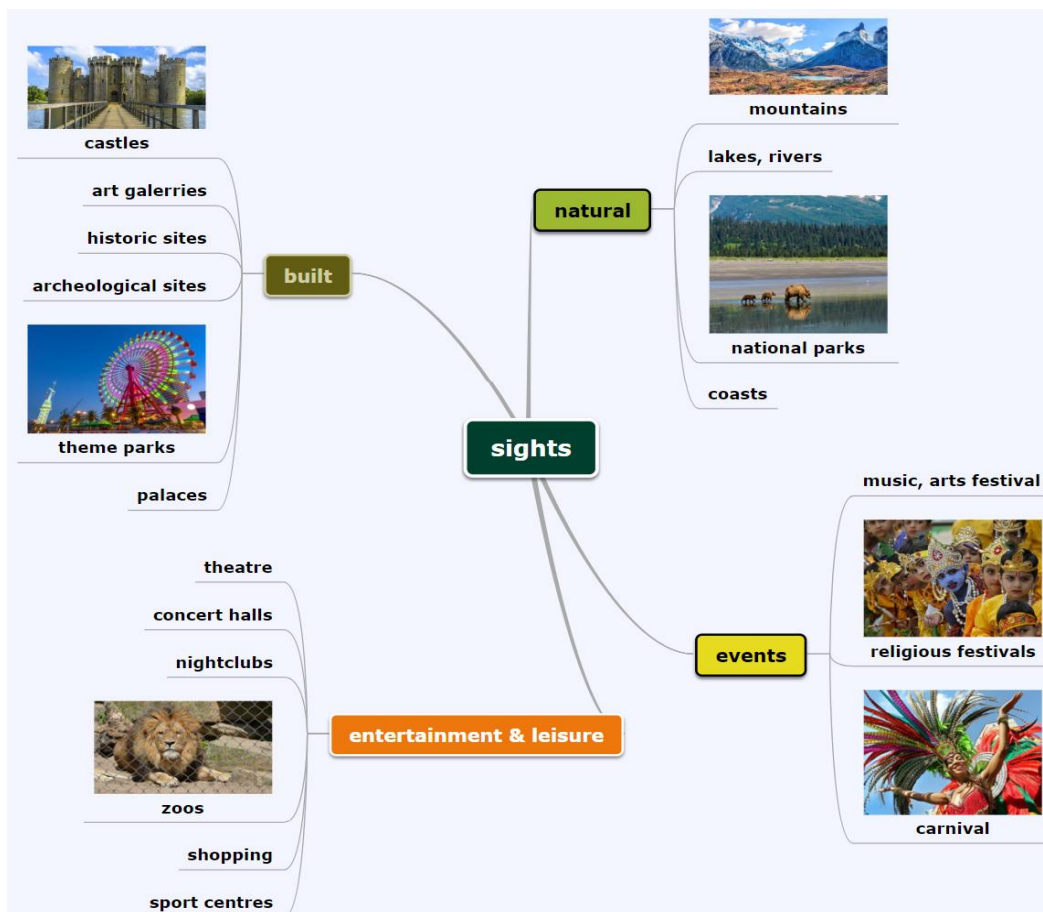 sights
built
castles
art galerries
historic sites
archeological sites
theme parks
palaces
natural
mountains
lakes, rivers
national parks
coasts
events
music, arts festival
religious festivals
carnival
entertainment & leisure
theatre
concert halls
nightclubs
zoos
shopping
sport centres